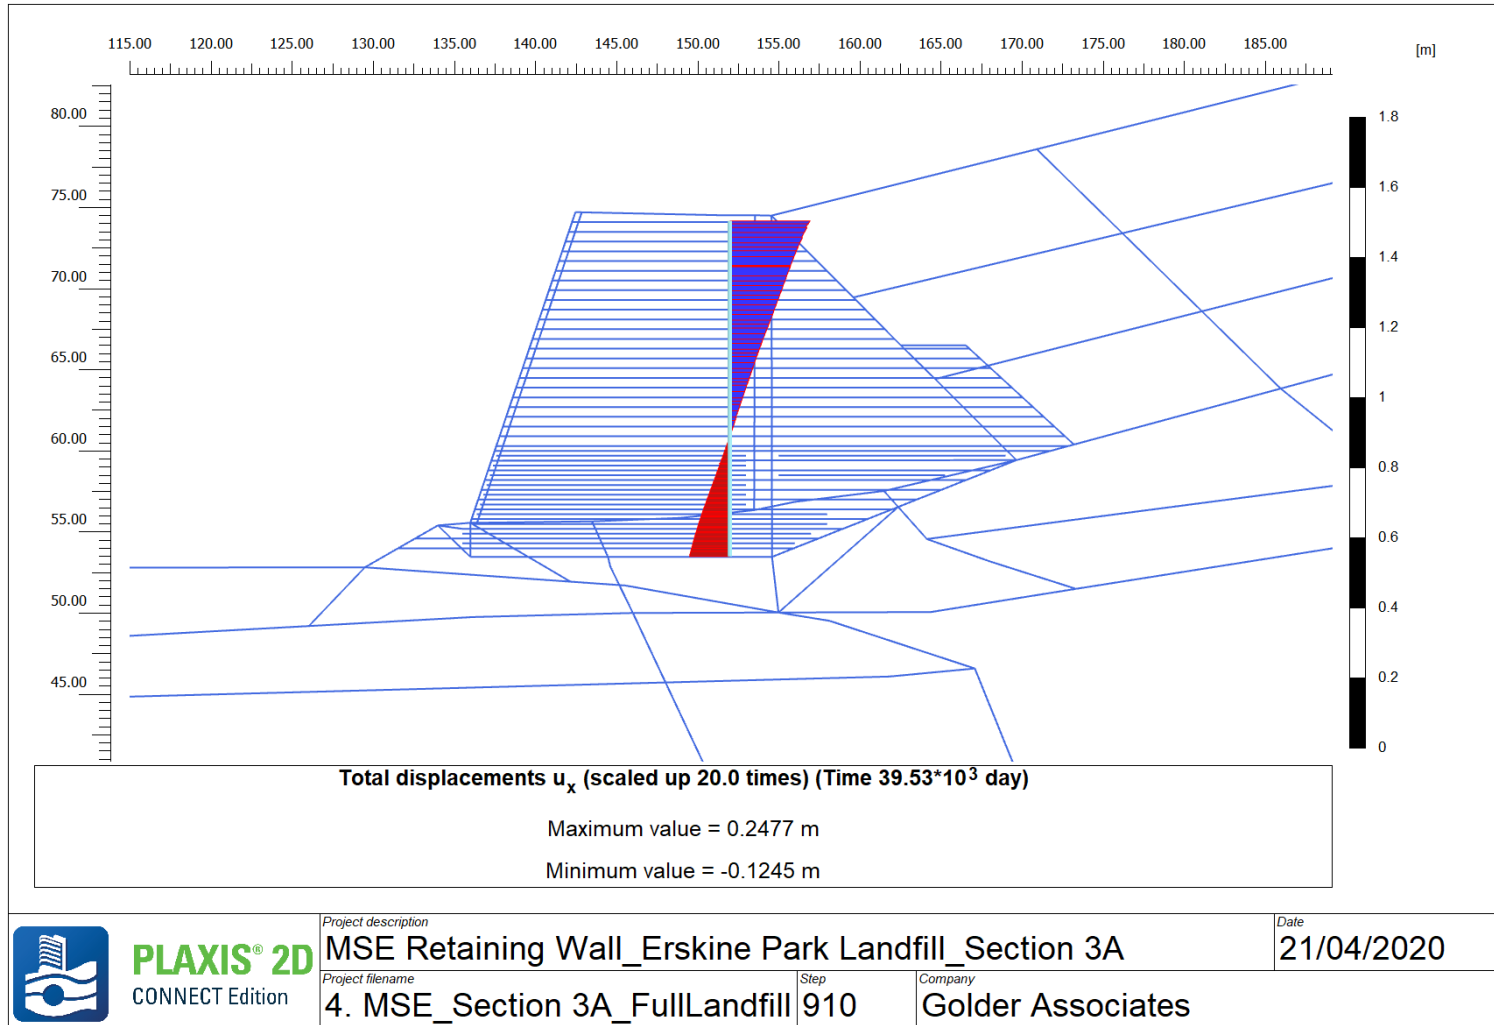 115.00 120.00 125.00 130.00 135.00 140.00 145.00 150.00 155.00 160.00 165.00 170.00 175.00 180.00 185.00
[m]
80.00
75.00
70.00
65.00
60.00
55.00
50.00
45.00
1.8
1.6
1.4
1.2
1
0.8
0.6
0.4
0.2
0
Total displacements u_x (scaled up 20.0 times) (Time 39.53*10³ day)
Maximum value = 0.2477 m
Minimum value = -0.1245 m
PLAXIS® 2D
CONNECT Edition
Project description
MSE Retaining Wall_Erskine Park Landfill_Section 3A
Date
21/04/2020
Project filename
4. MSE_Section 3A_FullLandfill
Step
910
Company
Golder Associates